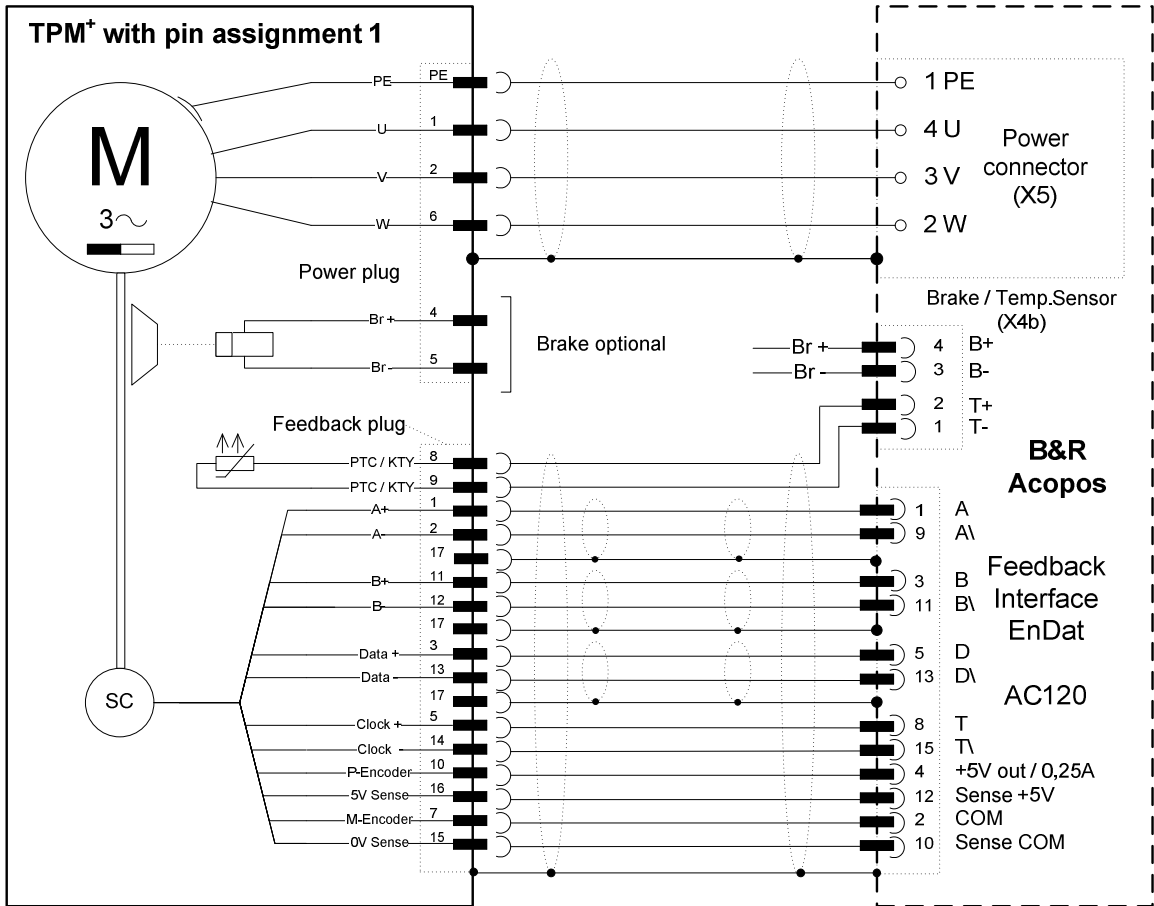 TPM+ with pin assignment 1
PE PE 1 PE
U 1 4 U
V 2 3 V
W 6 2 W
M
3~
Power connector (X5)
Power plug
Br + 4
Br - 5
Brake optional
Brake / Temp.Sensor
(X4b)
Br + 4 B+
Br - 3 B-
2 T+
1 T-
Feedback plug
B&R
Acopos
PTC / KTY 8
PTC / KTY 9
A+ 1 1 A
A- 2 9 A\
17
B+ 11 3 B
B- 12 11 B\
17
Feedback
Interface
EnDat
Data + 3 5 D
Data - 13 13 D\
17
AC120
SC
Clock + 5 8 T
Clock - 14 15 T\
P-Encoder 10 4 +5V out / 0,25A
5V Sense 16 12 Sense +5V
M-Encoder 7 2 COM
0V Sense 15 10 Sense COM